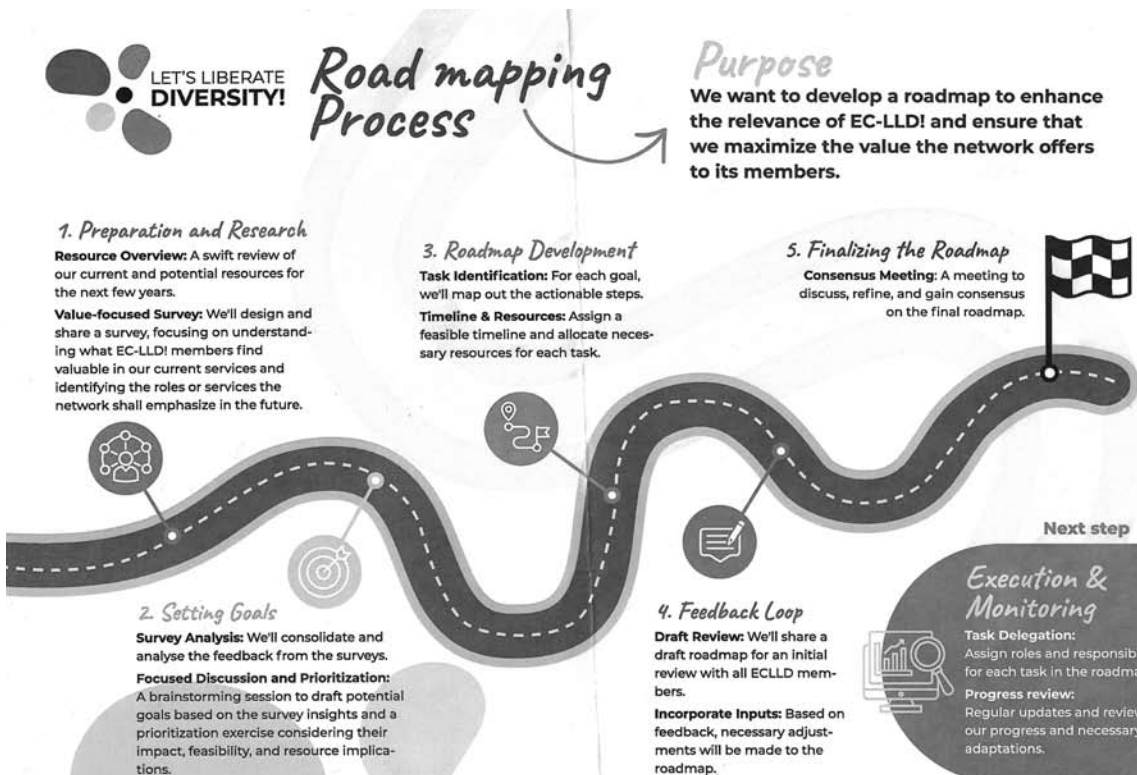 LET'S LIBERATE
DIVERSITY!
Road mapping
Process
Purpose
We want to develop a roadmap to enhance
the relevance of EC-LLD! and ensure that
we maximize the value the network offers
to its members.
1. Preparation and Research
Resource Overview: A swift review of
our current and potential resources for
the next few years.
Value-focused Survey: We'll design and
share a survey, focusing on understand-
ing what EC-LLD! members find
valuable in our current services and
identifying the roles or services the
network shall emphasize in the future.
3. Roadmap Development
Task Identification: For each goal,
we'll map out the actionable steps.
Timeline & Resources: Assign a
feasible timeline and allocate neces-
sary resources for each task.
5. Finalizing the Roadmap
Consensus Meeting: A meeting to
discuss, refine, and gain consensus
on the final roadmap.
2. Setting Goals
Survey Analysis: We'll consolidate and
analyse the feedback from the surveys.
Focused Discussion and Prioritization:
A brainstorming session to draft potential
goals based on the survey insights and a
prioritization exercise considering their
impact, feasibility, and resource implica-
tions.
4. Feedback Loop
Draft Review: We'll share a
draft roadmap for an initial
review with all ECLLD mem-
bers.
Incorporate Inputs: Based on
feedback, necessary adjust-
ments will be made to the
roadmap.
Next step
Execution &
Monitoring
Task Delegation:
Assign roles and responsib
for each task in the roadma
Progress review:
Regular updates and review
our progress and necessary
adaptations.